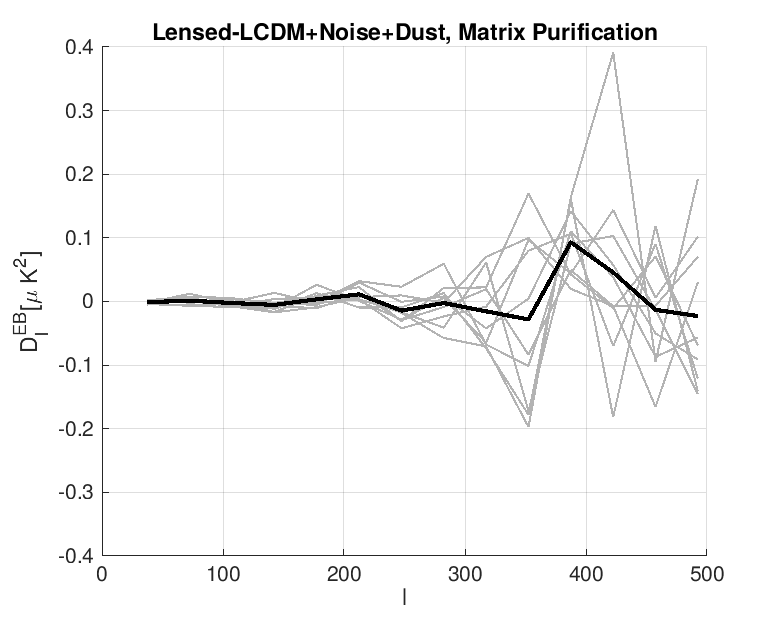 Lensed-LCDM+Noise+Dust, Matrix Purification
0.4
0.3
0.2
0.1
0
-0.1
-0.2
-0.3
-0.4
D_l^EB[μ K^2]
0 100 200 300 400 500
l